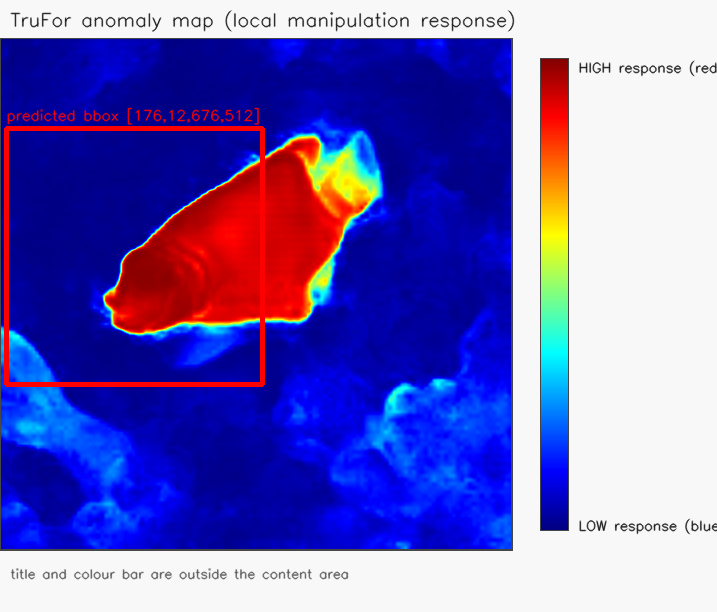 TruFor anomaly map (local manipulation response)
HIGH response (red
predicted bbox [176,12,676,512]
LOW response (blue
title and colour bar are outside the content area